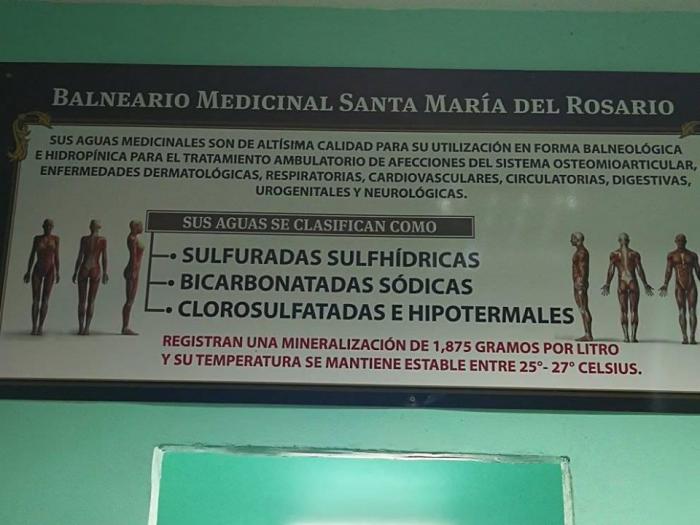 BALNEARIO MEDICINAL SANTA MARÍA DEL ROSARIO
SUS AGUAS MEDICINALES SON DE ALTÍSIMA CALIDAD PARA SU UTILIZACIÓN EN FORMA BALNEOLÓGICA
E HIDROPÍNICA PARA EL TRATAMIENTO AMBULATORIO DE AFECCIONES DEL SISTEMA OSTEOMIOARTICULAR,
ENFERMEDADES DERMATOLÓGICAS, RESPIRATORIAS, CARDIOVASCULARES, CIRCULATORIAS, DIGESTIVAS,
UROGENITALES Y NEUROLÓGICAS.
SUS AGUAS SE CLASIFICAN COMO
• SULFURADAS SULFHÍDRICAS
• BICARBONATADAS SÓDICAS
• CLOROSULFATADAS E HIPOTERMALES
REGISTRAN UNA MINERALIZACIÓN DE 1,875 GRAMOS POR LITRO
Y SU TEMPERATURA SE MANTIENE ESTABLE ENTRE 25°- 27° CELSIUS.